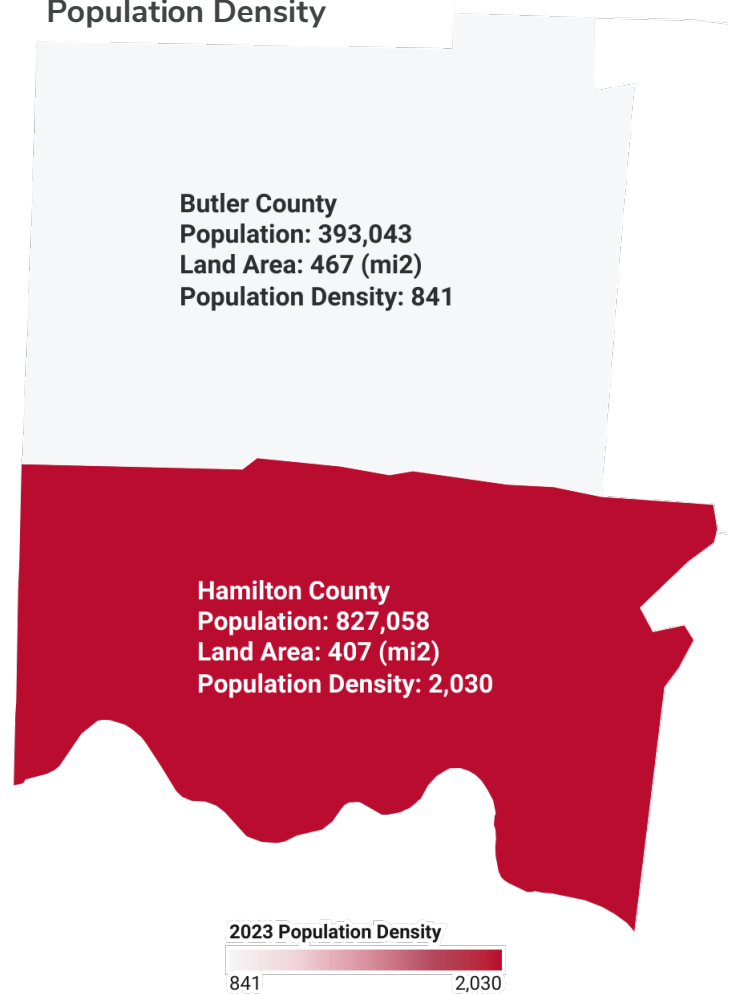 Population Density
Butler County
Population: 393,043
Land Area: 467 (mi2)
Population Density: 841
Hamilton County
Population: 827,058
Land Area: 407 (mi2)
Population Density: 2,030
2023 Population Density
841 2,030